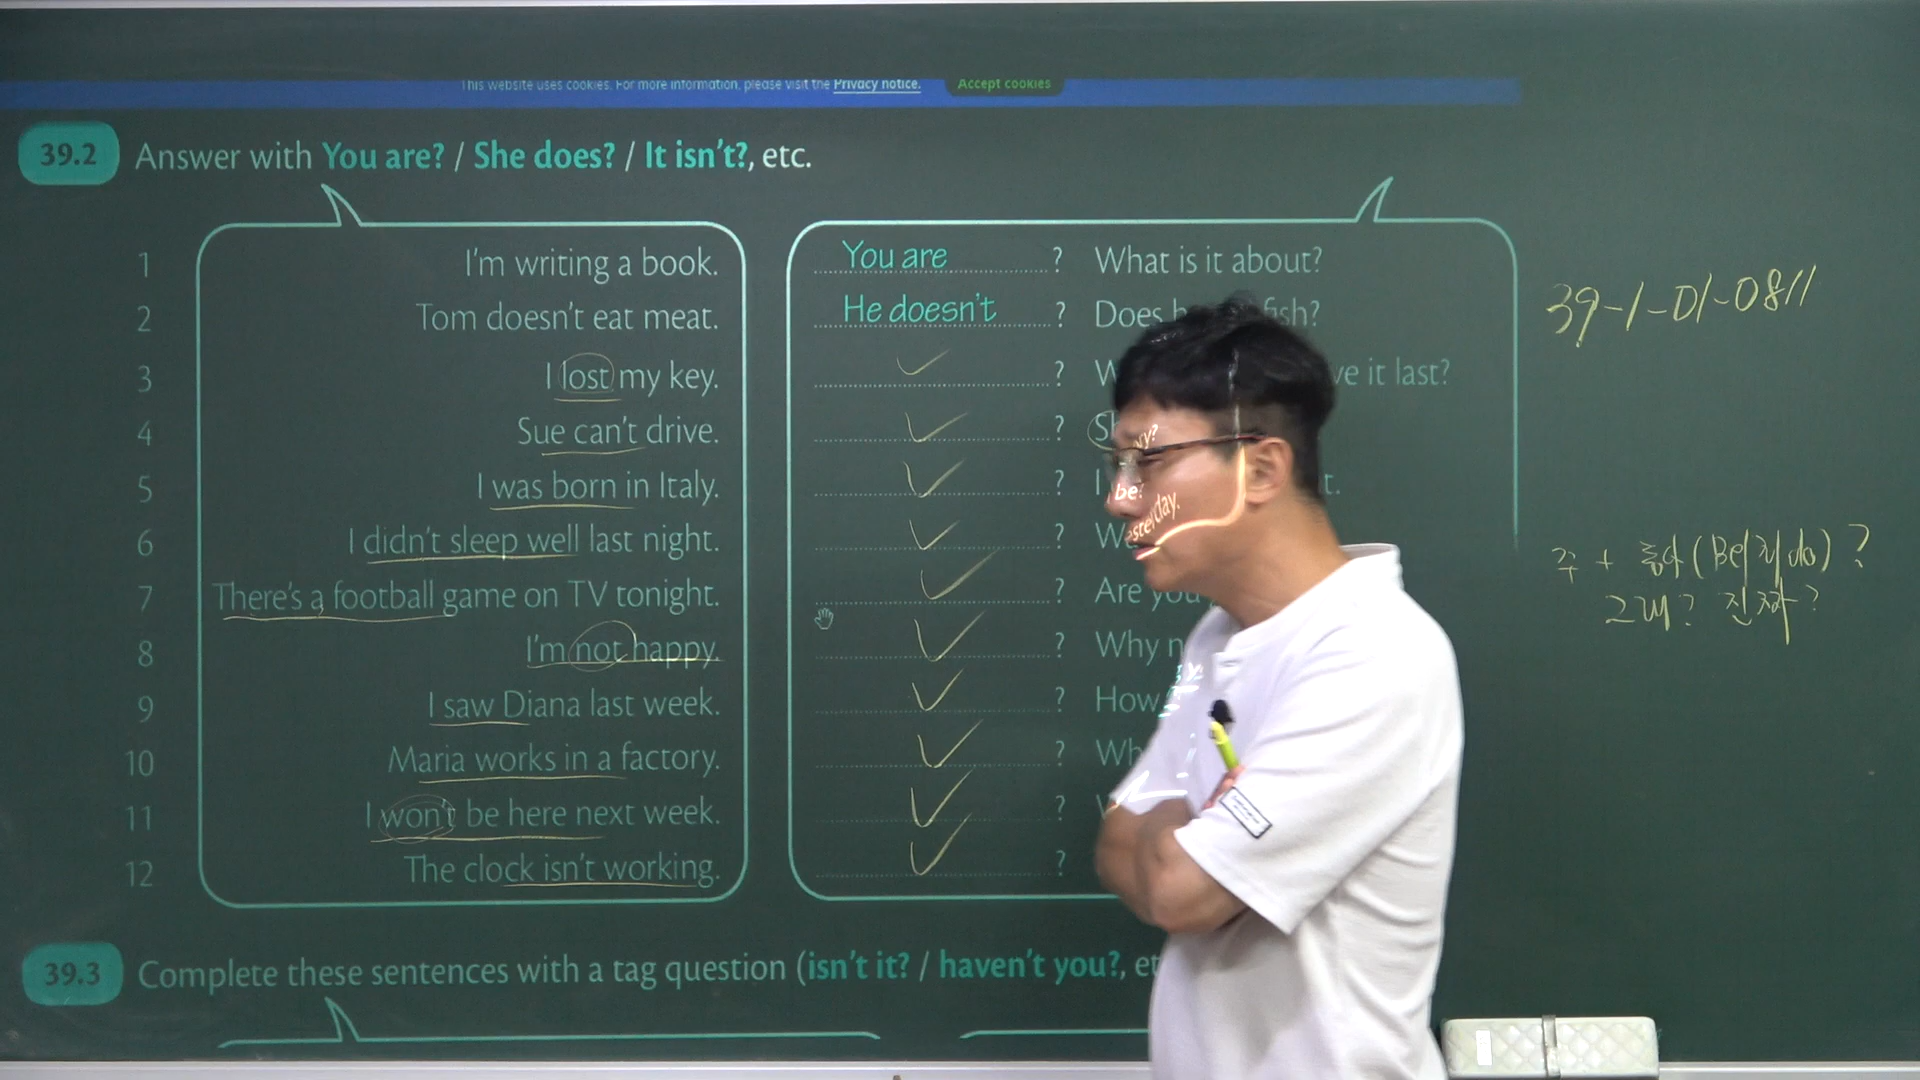 This website uses cookies. For more information, please visit the Privacy notice. Accept cookies
39.2 Answer with You are? / She does? / It isn't?, etc.
1 I'm writing a book. You are ? What is it about?
2 Tom doesn't eat meat. He doesn't ? Does fish?
3 I lost my key. ? it last?
4 Sue can't drive. ?
5 I was born in Italy. ? I
6 I didn't sleep well last night. ?
7 There's a football game on TV tonight. ? Are you
8 I'm not happy. ? Why
9 I saw Diana last week. ? How
10 Maria works in a factory. ?
11 I won't be here next week. ?
12 The clock isn't working. ?
39-1-01-0811
주 + 동사 (Be/조/do) ?
그래? 진짜?
39.3 Complete these sentences with a tag question (isn't it? / haven't you?,